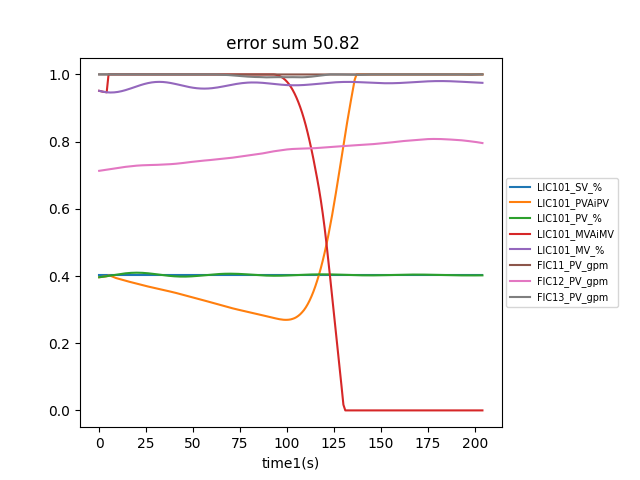 error sum 50.82
1.0
0.8
0.6
0.4
0.2
0.0
0 25 50 75 100 125 150 175 200
time1(s)
LIC101_SV_%
LIC101_PVAiPV
LIC101_PV_%
LIC101_MVAiMV
LIC101_MV_%
FIC11_PV_gpm
FIC12_PV_gpm
FIC13_PV_gpm